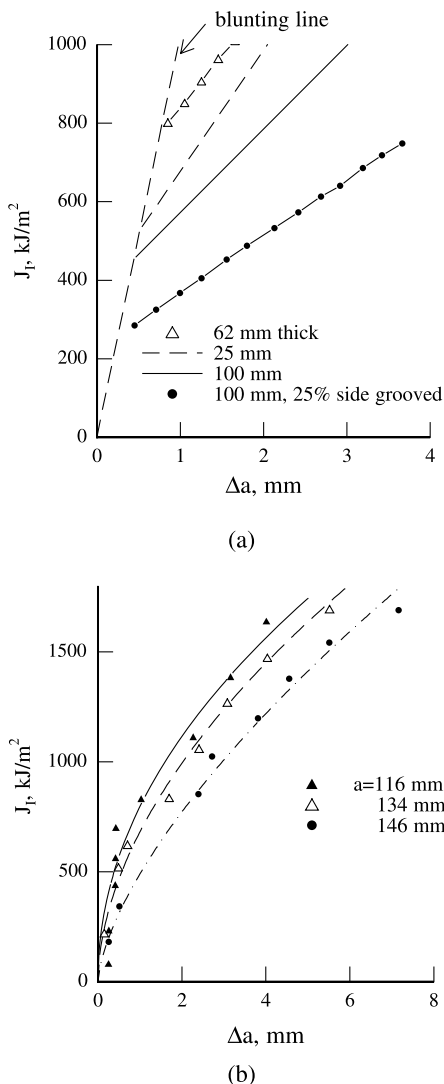 blunting line
1000
800
600
400
200
0
J_I, kJ/m²
62 mm thick
25 mm
100 mm
100 mm, 25% side grooved
0 1 2 3 4
Δa, mm
(a)
1500
1000
500
0
J_I, kJ/m²
a=116 mm
134 mm
146 mm
0 2 4 6 8
Δa, mm
(b)